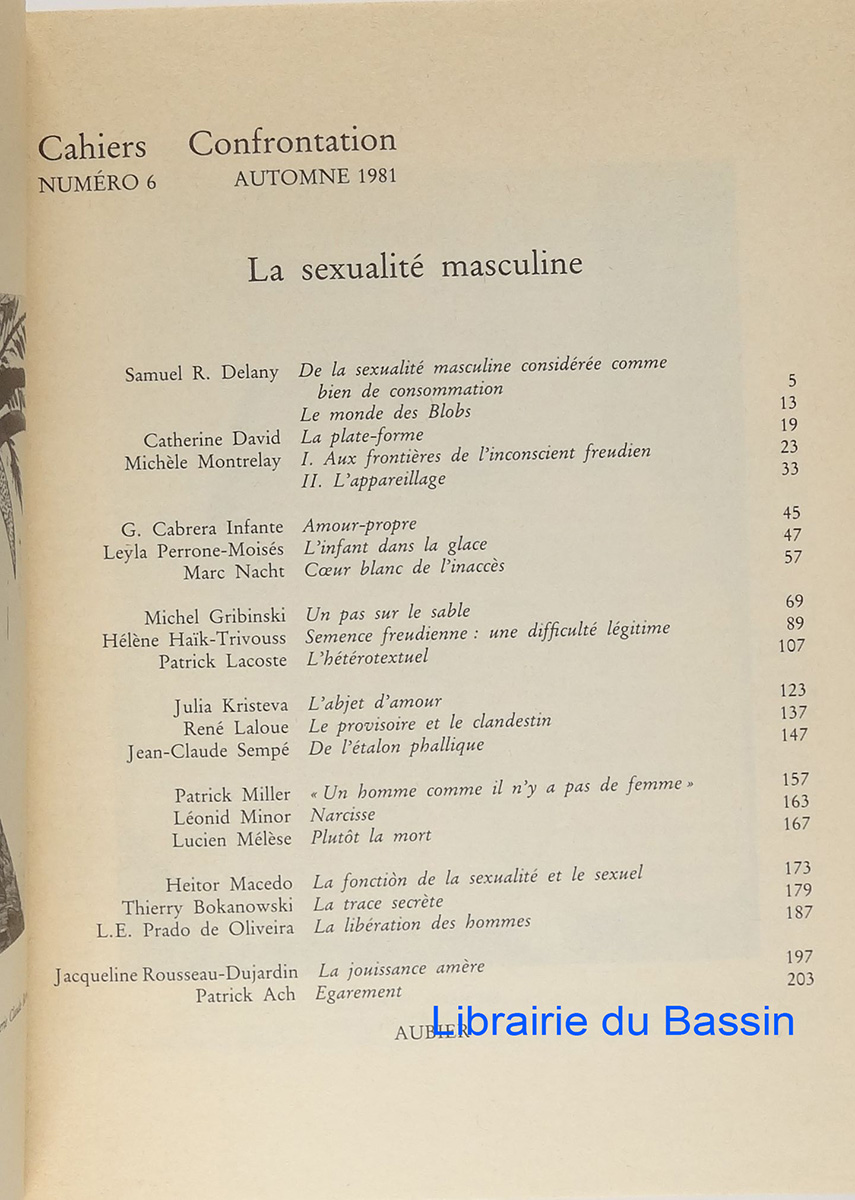 Cahiers Confrontation
NUMÉRO 6 AUTOMNE 1981
La sexualité masculine
Samuel R. Delany De la sexualité masculine considérée comme
bien de consommation 5
Le monde des Blobs 13
Catherine David La plate-forme 19
Michèle Montrelay I. Aux frontières de l'inconscient freudien 23
II. L'appareillage 33
G. Cabrera Infante Amour-propre 45
Leyla Perrone-Moisés L'infant dans la glace 47
Marc Nacht Cœur blanc de l'inaccès 57
Michel Gribinski Un pas sur le sable 69
Hélène Haïk-Trivouss Semence freudienne : une difficulté légitime 89
Patrick Lacoste L'hétérotextuel 107
Julia Kristeva L'abjet d'amour 123
René Laloue Le provisoire et le clandestin 137
Jean-Claude Sempé De l'étalon phallique 147
Patrick Miller « Un homme comme il n'y a pas de femme » 157
Léonid Minor Narcisse 163
Lucien Mélèse Plutôt la mort 167
Heitor Macedo La fonction de la sexualité et le sexuel 173
Thierry Bokanowski La trace secrète 179
L.E. Prado de Oliveira La libération des hommes 187
Jacqueline Rousseau-Dujardin La jouissance amère 197
Patrick Ach Egarement 203
AUBIER
Librairie du Bassin